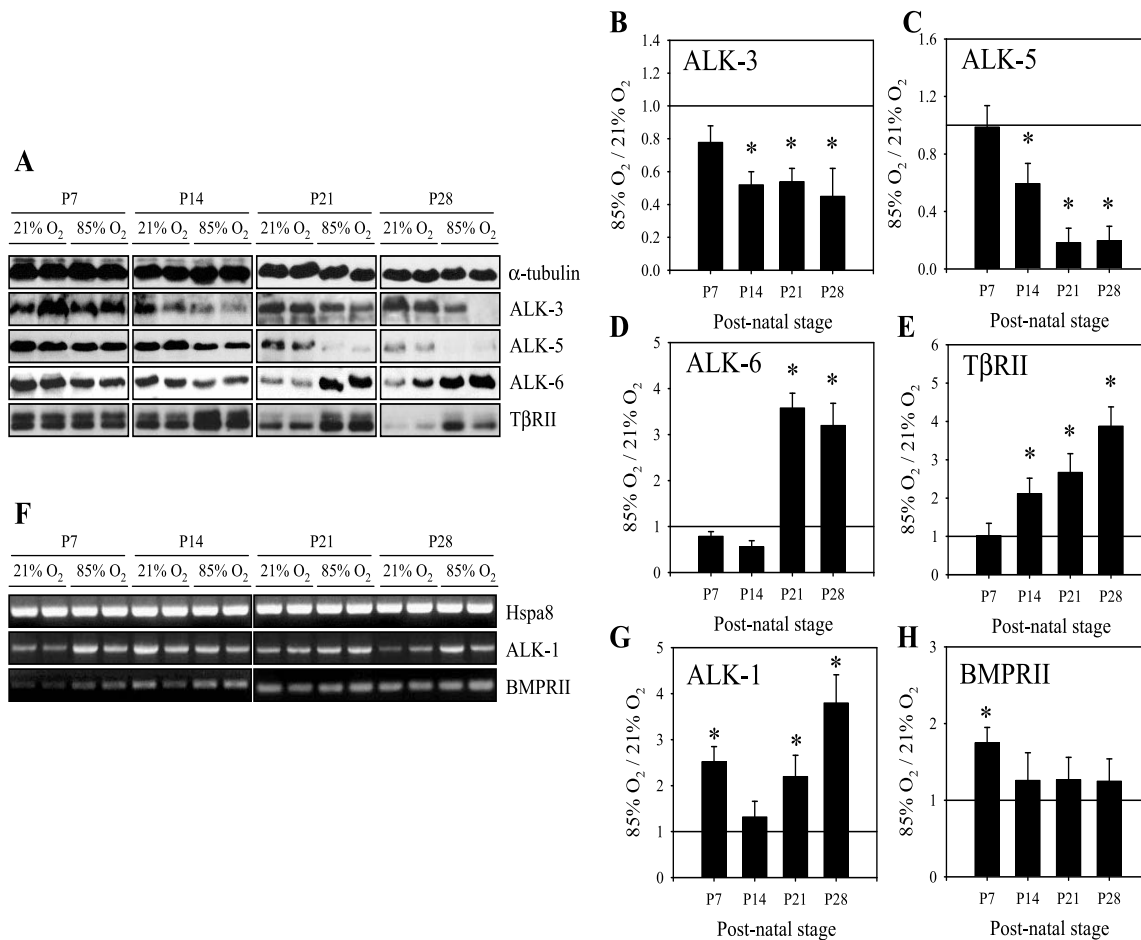 A
P7 P14 P21 P28
21% O2 85% O2 21% O2 85% O2 21% O2 85% O2 21% O2 85% O2
α-tubulin
ALK-3
ALK-5
ALK-6
TβRII
F
P7 P14 P21 P28
21% O2 85% O2 21% O2 85% O2 21% O2 85% O2 21% O2 85% O2
Hspa8
ALK-1
BMPRII
B
ALK-3
85% O2 / 21% O2
1.4
1.2
1.0
0.8
0.6
0.4
0.2
0.0
* * *
P7 P14 P21 P28
Post-natal stage
C
ALK-5
85% O2 / 21% O2
1.6
1.2
0.8
0.4
0.0
* * *
P7 P14 P21 P28
Post-natal stage
D
ALK-6
85% O2 / 21% O2
5
4
3
2
1
0
* *
P7 P14 P21 P28
Post-natal stage
E
TβRII
85% O2 / 21% O2
6
5
4
3
2
1
0
* * *
P7 P14 P21 P28
Post-natal stage
G
ALK-1
85% O2 / 21% O2
5
4
3
2
1
0
* * *
P7 P14 P21 P28
Post-natal stage
H
BMPRII
85% O2 / 21% O2
3
2
1
0
*
P7 P14 P21 P28
Post-natal stage